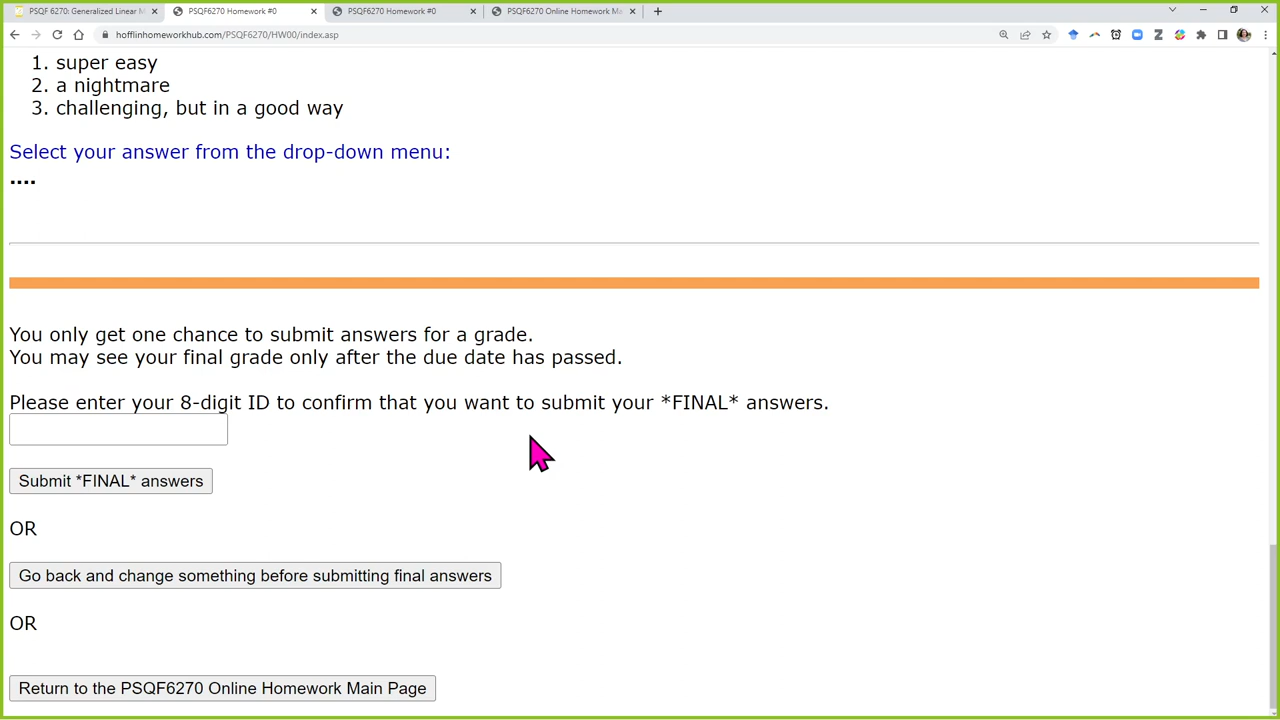 PSQF 6270: Generalized Linear M
PSQF6270 Homework #0
PSQF6270 Homework #0
PSQF6270 Online Homework Ma
hofflinhomeworkhub.com/PSQF6270/HW00/index.asp
1. super easy
2. a nightmare
3. challenging, but in a good way
Select your answer from the drop-down menu:
....
You only get one chance to submit answers for a grade.
You may see your final grade only after the due date has passed.
Please enter your 8-digit ID to confirm that you want to submit your *FINAL* answers.
Submit *FINAL* answers
OR
Go back and change something before submitting final answers
OR
Return to the PSQF6270 Online Homework Main Page